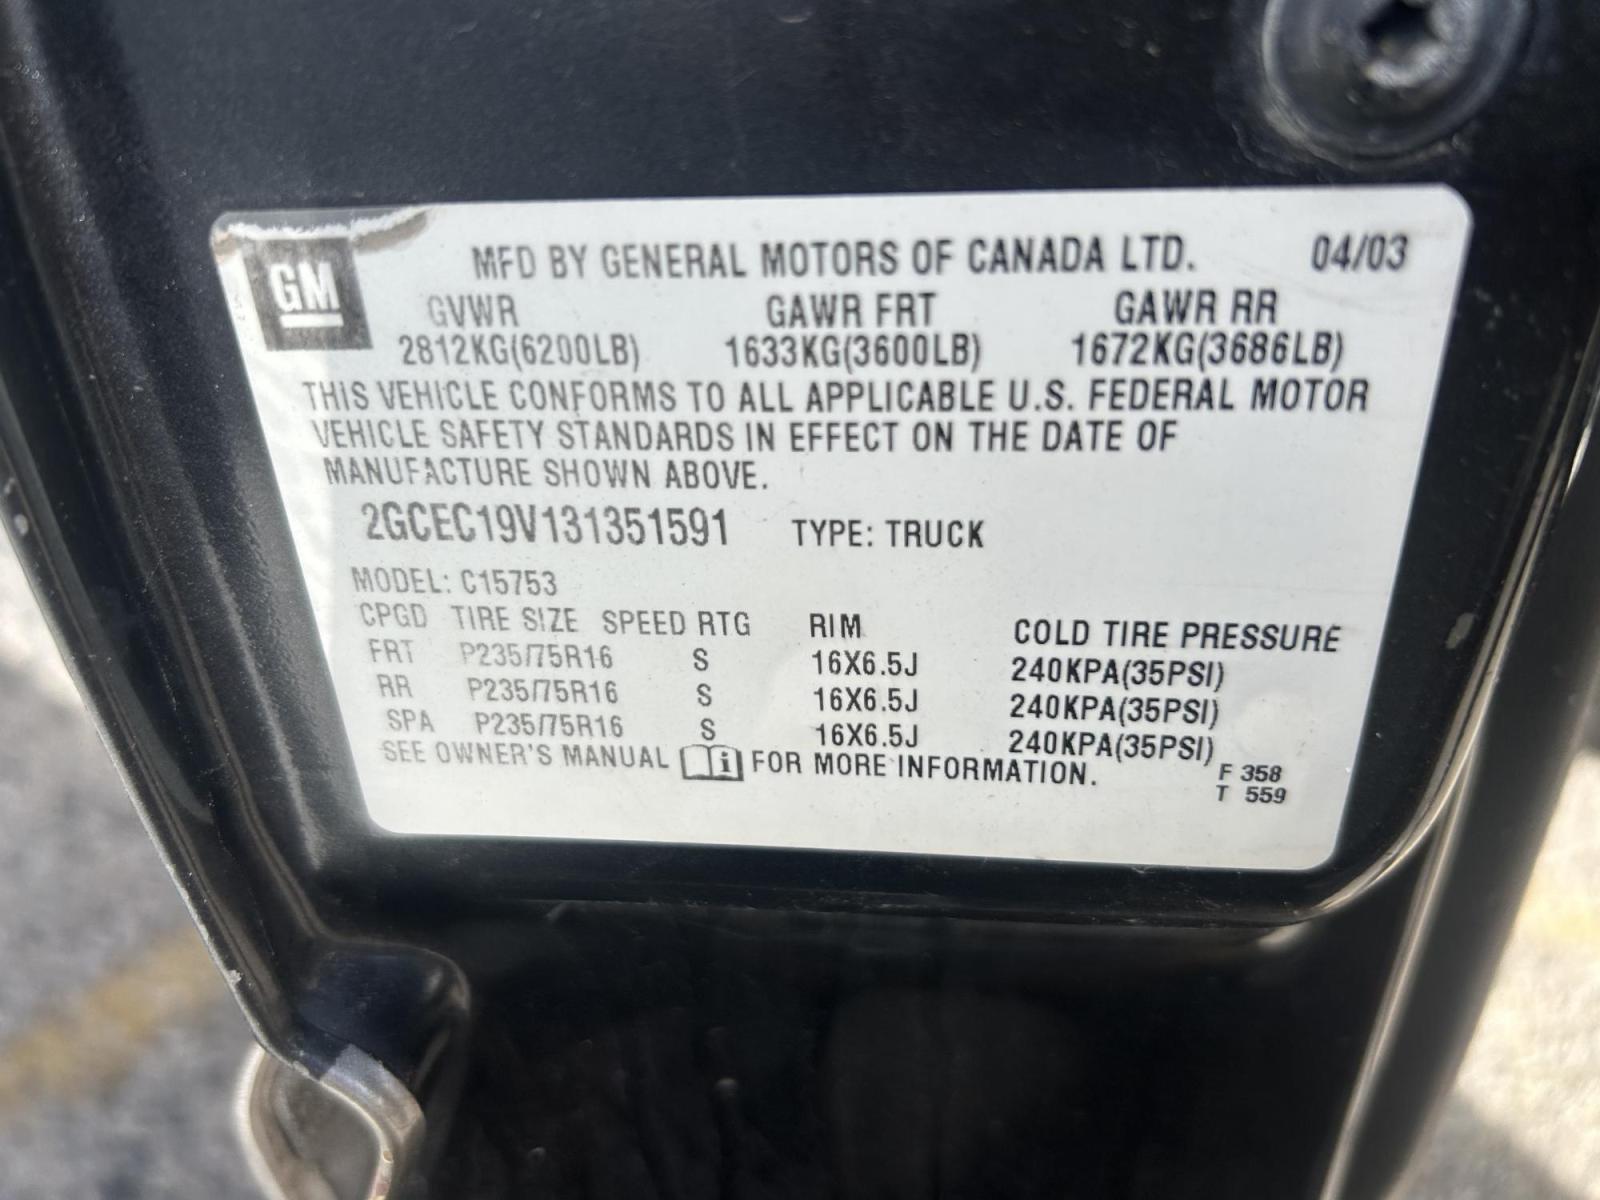 GM
MFD BY GENERAL MOTORS OF CANADA LTD. 04/03
GVWR GAWR FRT GAWR RR
2812KG(6200LB) 1633KG(3600LB) 1672KG(3686LB)
THIS VEHICLE CONFORMS TO ALL APPLICABLE U.S. FEDERAL MOTOR
VEHICLE SAFETY STANDARDS IN EFFECT ON THE DATE OF
MANUFACTURE SHOWN ABOVE.
2GCEC19V131351591 TYPE: TRUCK
MODEL: C15753
CPGD TIRE SIZE SPEED RTG RIM COLD TIRE PRESSURE
FRT P235/75R16 S 16X6.5J 240KPA(35PSI)
RR P235/75R16 S 16X6.5J 240KPA(35PSI)
SPA P235/75R16 S 16X6.5J 240KPA(35PSI)
SEE OWNER'S MANUAL i FOR MORE INFORMATION.
F 358
T 559